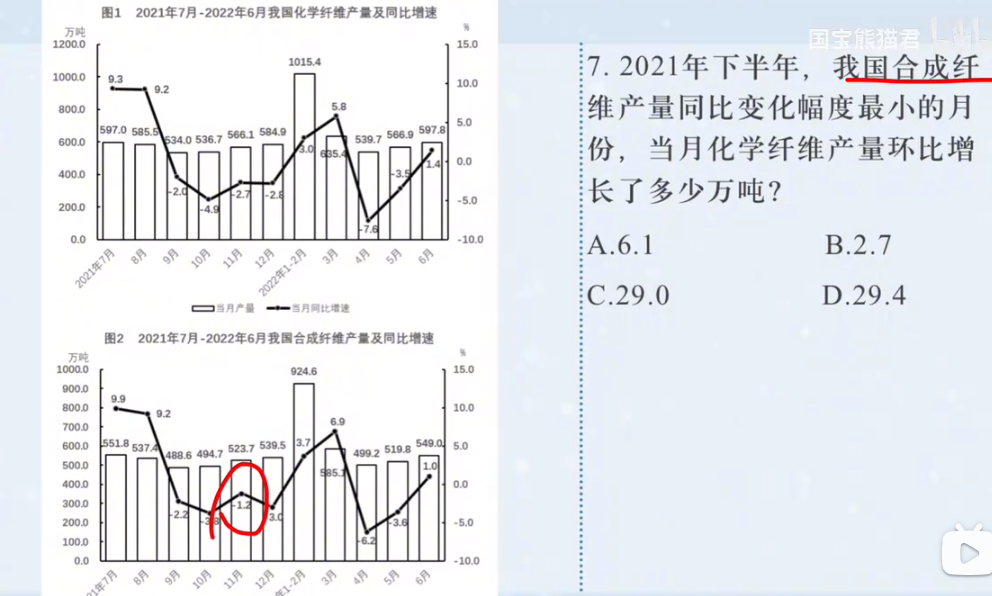 图1 2021年7月-2022年6月我国化学纤维产量及同比增速
万吨 %
1200.0 15.0
1015.4
1000.0 10.0
9.3 9.2
800.0 5.8 5.0
597.0 585.5 534.0 536.7 566.1 584.9 3.0 635.4 539.7 566.9 597.8
600.0 0.0
-2.0 -4.9 -2.7 -2.8 -7.6 -3.5 1.4
400.0 -5.0
200.0
0.0 -10.0
2021年7月 8月 9月 10月 11月 12月 2022年1-2月 3月 4月 5月 6月
当月产量 当月同比增速
图2 2021年7月-2022年6月我国合成纤维产量及同比增速
万吨 %
1000.0 15.0
924.6
900.0
9.9 9.2
800.0 10.0
700.0 6.9
551.8 537.4 488.6 494.7 523.7 539.5 3.7 585.1 499.2 519.8 549.0
600.0 5.0
500.0
400.0 0.0
-2.2 -3.8 -1.2 -3.0 -6.2 -3.6 1.0
300.0
200.0 -5.0
100.0
0.0 -10.0
21年7月 8月 9月 10月 11月 12月 年1-2月 3月 4月 5月 6月
国宝熊猫君
7. 2021年下半年，我国合成纤
维产量同比变化幅度最小的月
份，当月化学纤维产量环比增
长了多少万吨?
A.6.1 B.2.7
C.29.0 D.29.4